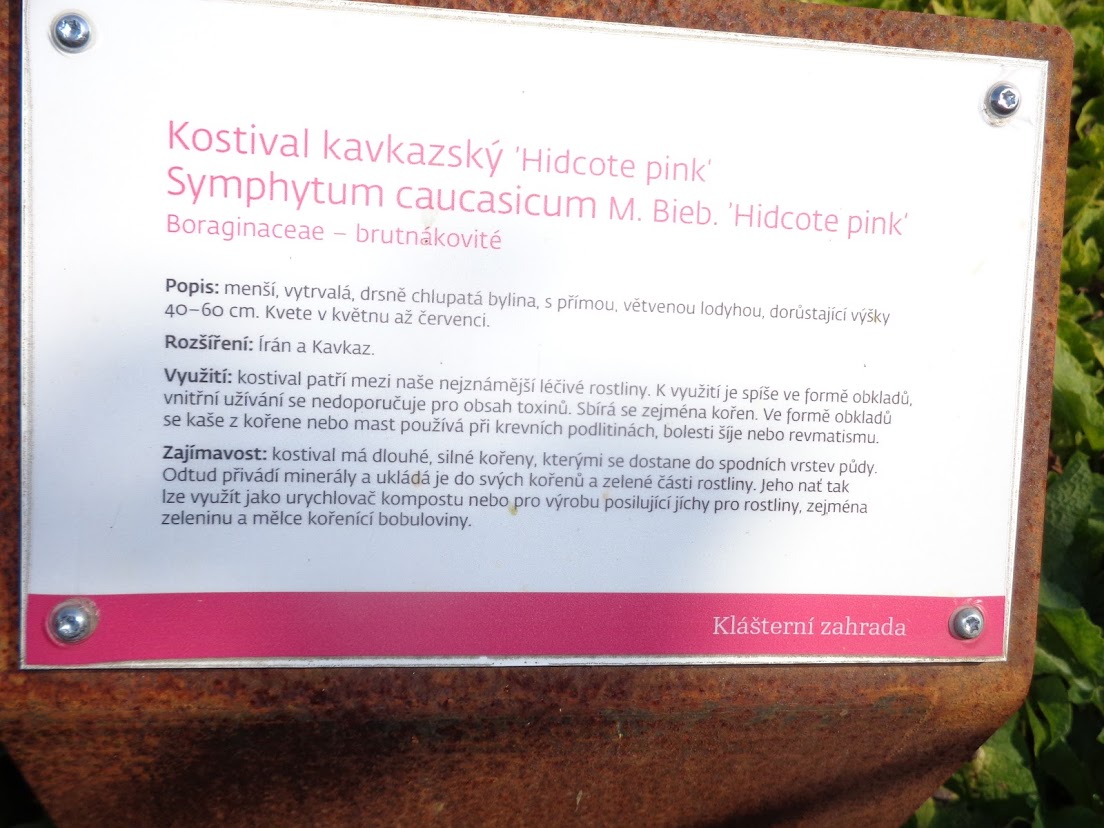 Kostival kavkazský 'Hidcote pink'
Symphytum caucasicum M. Bieb. 'Hidcote pink'
Boraginaceae – brutnákovité
Popis: menší, vytrvalá, drsně chlupatá bylina, s přímou, větvenou lodyhou, dorůstající výšky
40–60 cm. Kvete v květnu až červenci.
Rozšíření: Írán a Kavkaz.
Využití: kostival patří mezi naše nejznámější léčivé rostliny. K využití je spíše ve formě obkladů,
vnitřní užívání se nedoporučuje pro obsah toxinů. Sbírá se zejména kořen. Ve formě obkladů
se kaše z kořene nebo mast používá při krevních podlitinách, bolesti šíje nebo revmatismu.
Zajímavost: kostival má dlouhé, silné kořeny, kterými se dostane do spodních vrstev půdy.
Odtud přivádí minerály a ukládá je do svých kořenů a zelené části rostliny. Jeho nať tak
lze využít jako urychlovač kompostu nebo pro výrobu posilující jíchy pro rostliny, zejména
zeleninu a mělce kořenící bobuloviny.
Klášterní zahrada